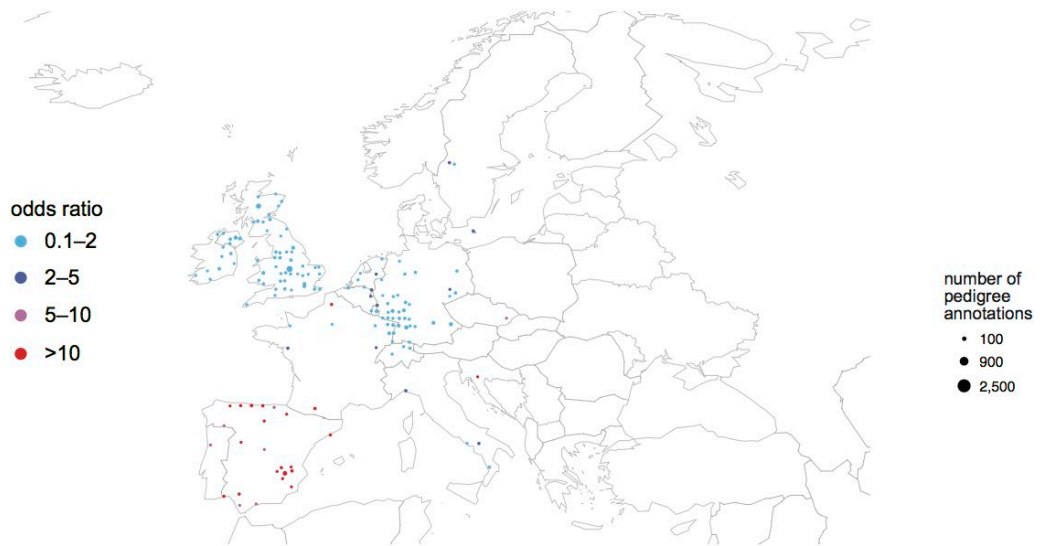 odds ratio
0.1–2
2–5
5–10
>10
number of
pedigree
annotations
100
900
2,500